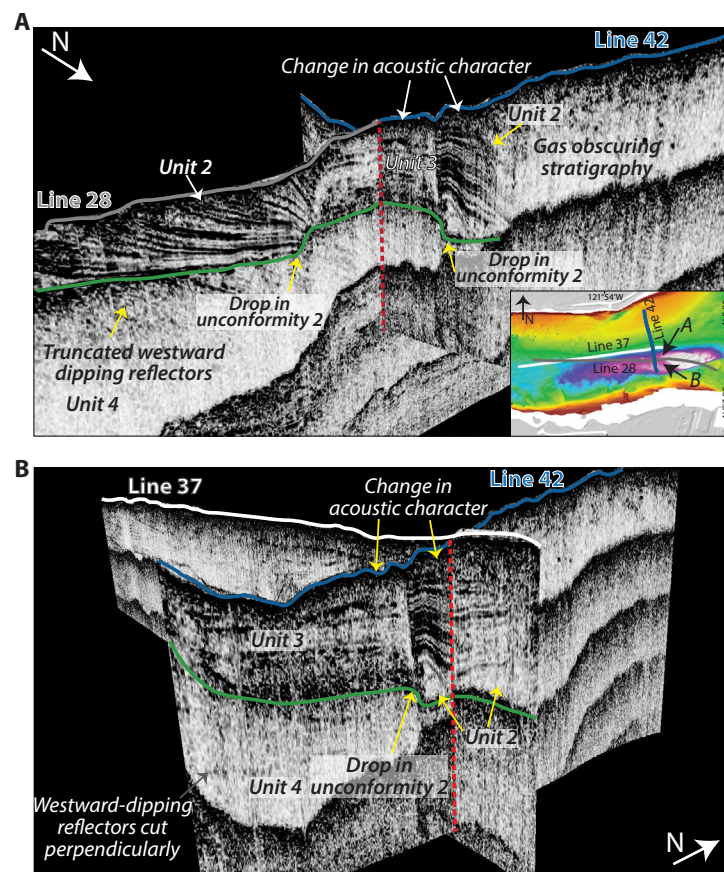 A
N
Line 42
Change in
acoustic character
Unit 2
Unit 2
Unit 3
Gas obscuring
stratigraphy
Line 28
Drop in
unconformity 2
Drop in
unconformity 2
Truncated westward
dipping reflectors
Unit 4
121°54'W
N
Line 42
A
Line 37
Line 28
B
B
Line 37
Line 42
Change in
acoustic character
Unit 3
Unit 2
Drop in
unconformity 2
Unit 4
Westward-dipping
reflectors cut
perpendicularly
N